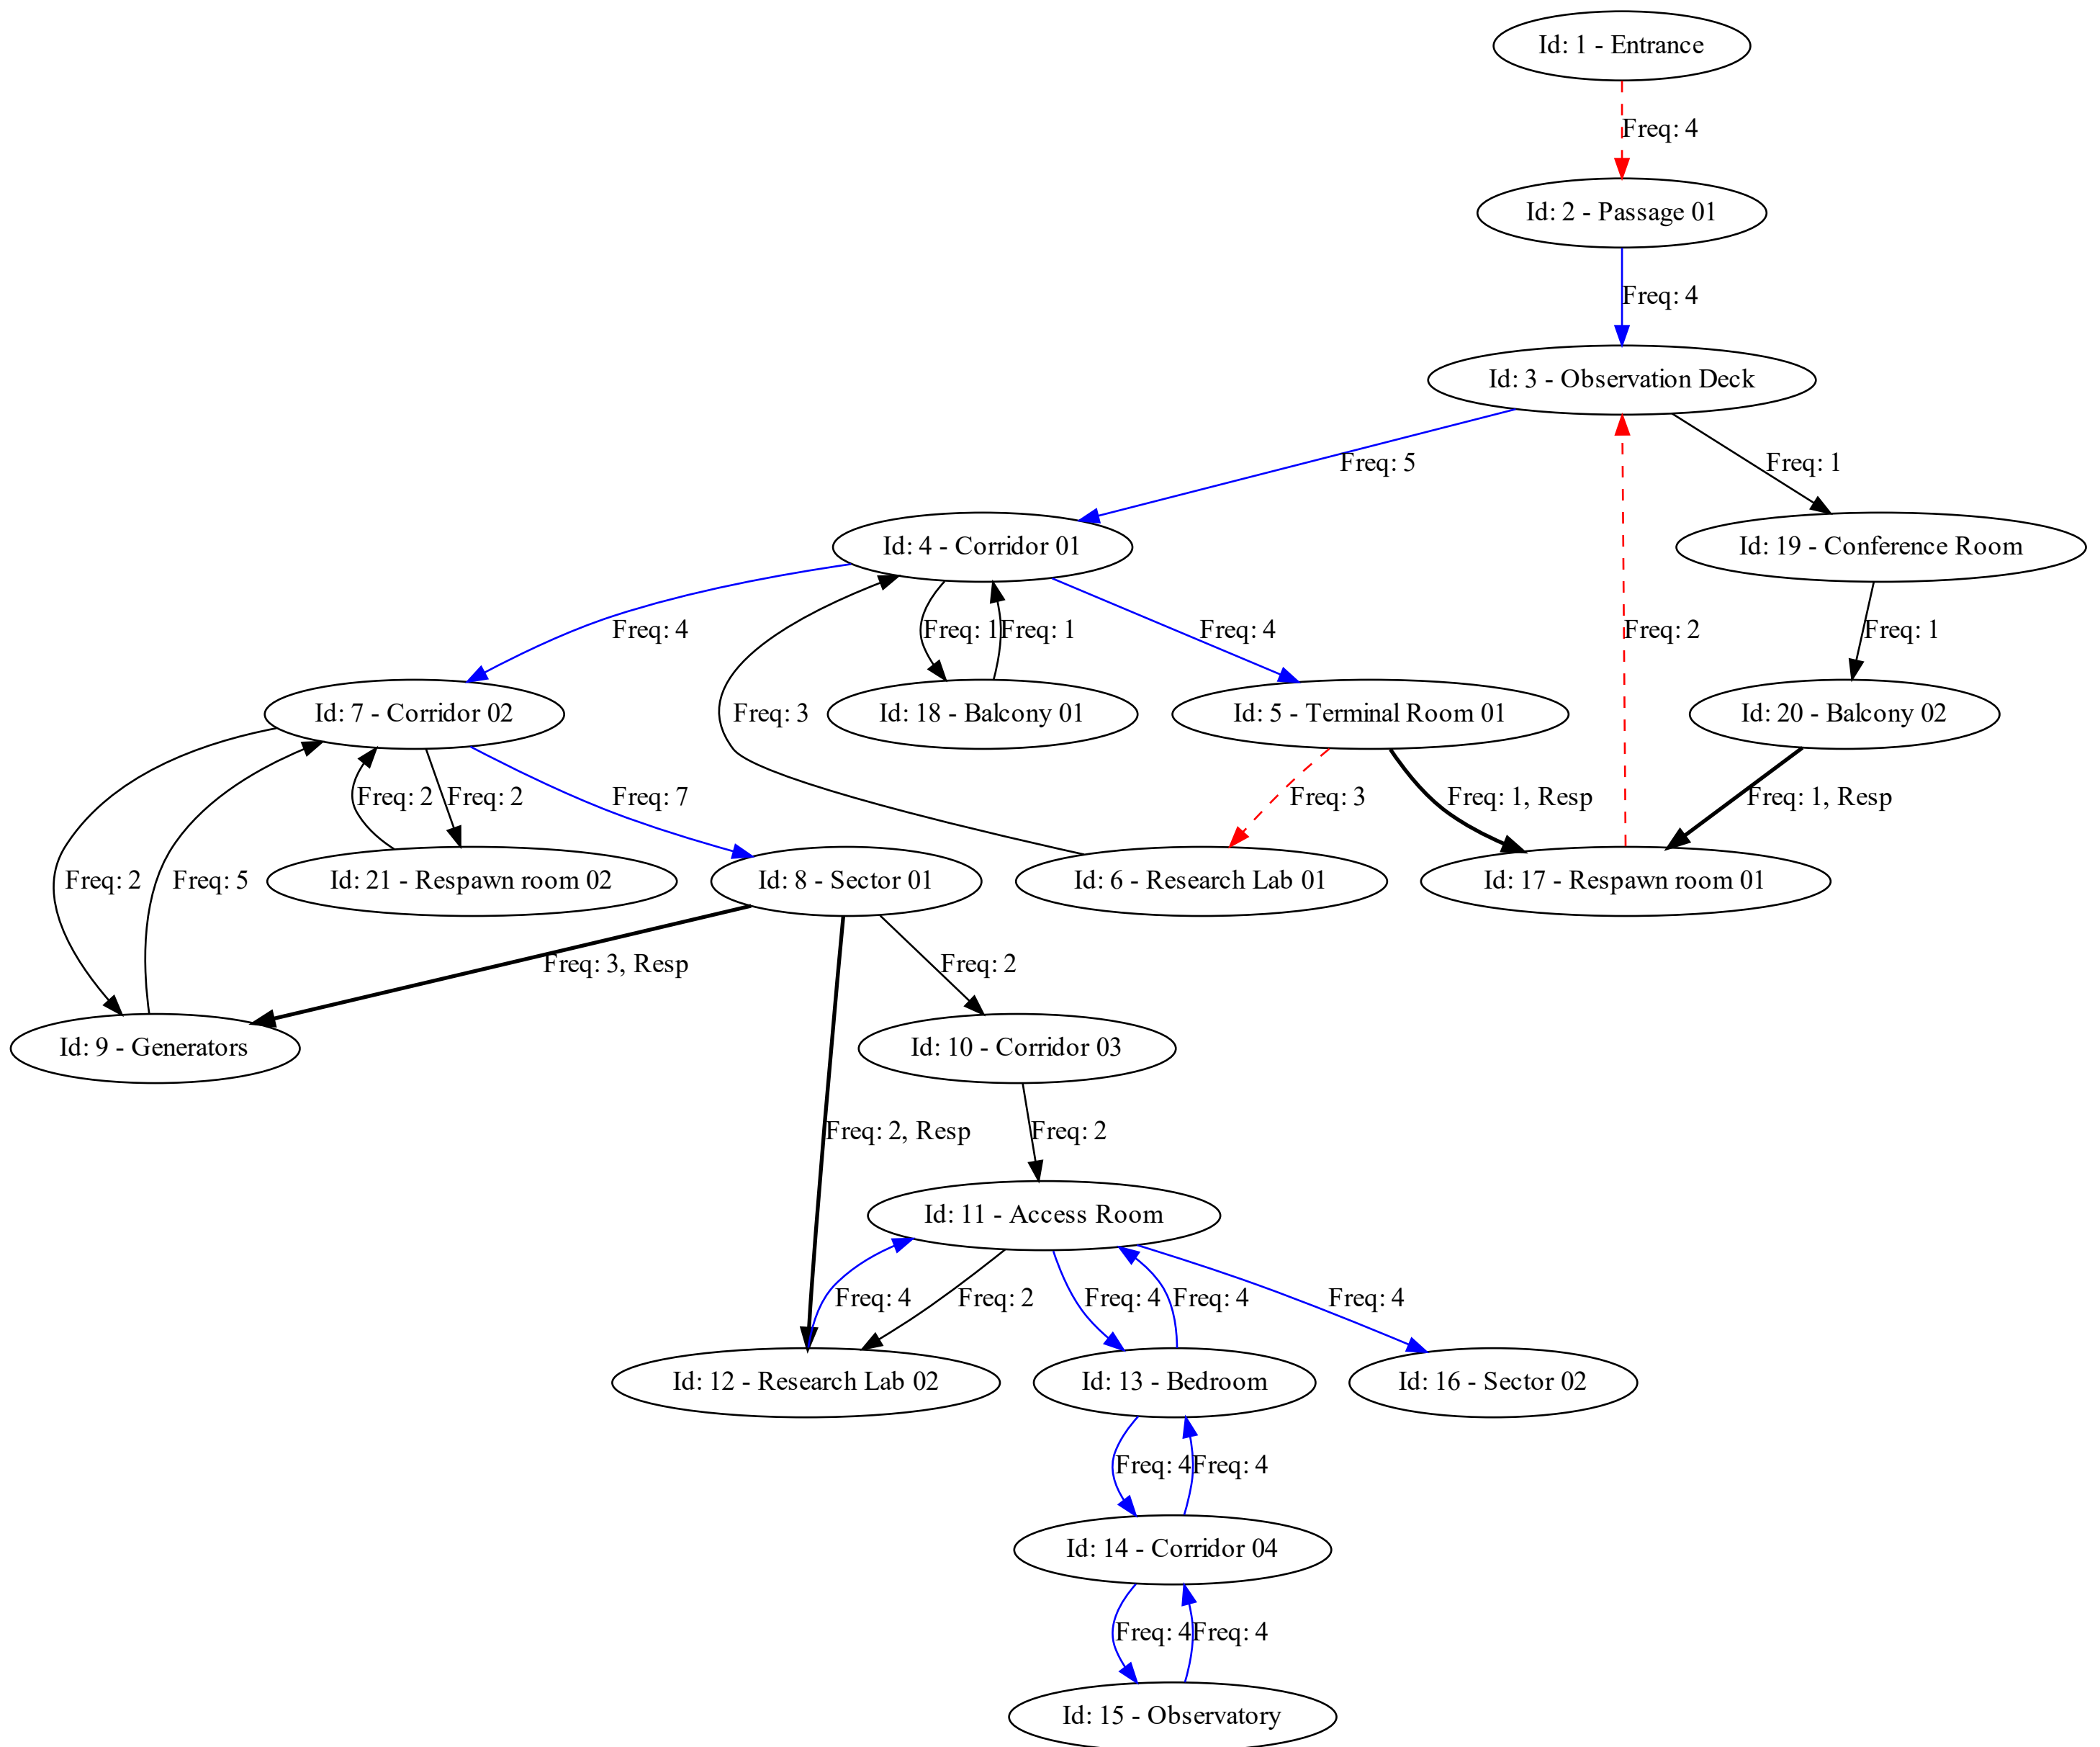 Id: 1 - Entrance
Freq: 4
Id: 2 - Passage 01
Freq: 4
Id: 3 - Observation Deck
Freq: 5
Freq: 1
Id: 4 - Corridor 01
Id: 19 - Conference Room
Freq: 4
Freq: 1
Freq: 1
Freq: 4
Freq: 2
Freq: 1
Freq: 3
Id: 7 - Corridor 02
Id: 18 - Balcony 01
Id: 5 - Terminal Room 01
Id: 20 - Balcony 02
Freq: 2
Freq: 2
Freq: 7
Freq: 3
Freq: 1, Resp
Freq: 1, Resp
Freq: 2
Freq: 5
Id: 21 - Respawn room 02
Id: 8 - Sector 01
Id: 6 - Research Lab 01
Id: 17 - Respawn room 01
Freq: 3, Resp
Freq: 2
Id: 9 - Generators
Id: 10 - Corridor 03
Freq: 2, Resp
Freq: 2
Id: 11 - Access Room
Freq: 4
Freq: 2
Freq: 4
Freq: 4
Freq: 4
Id: 12 - Research Lab 02
Id: 13 - Bedroom
Id: 16 - Sector 02
Freq: 4
Freq: 4
Id: 14 - Corridor 04
Freq: 4
Freq: 4
Id: 15 - Observatory